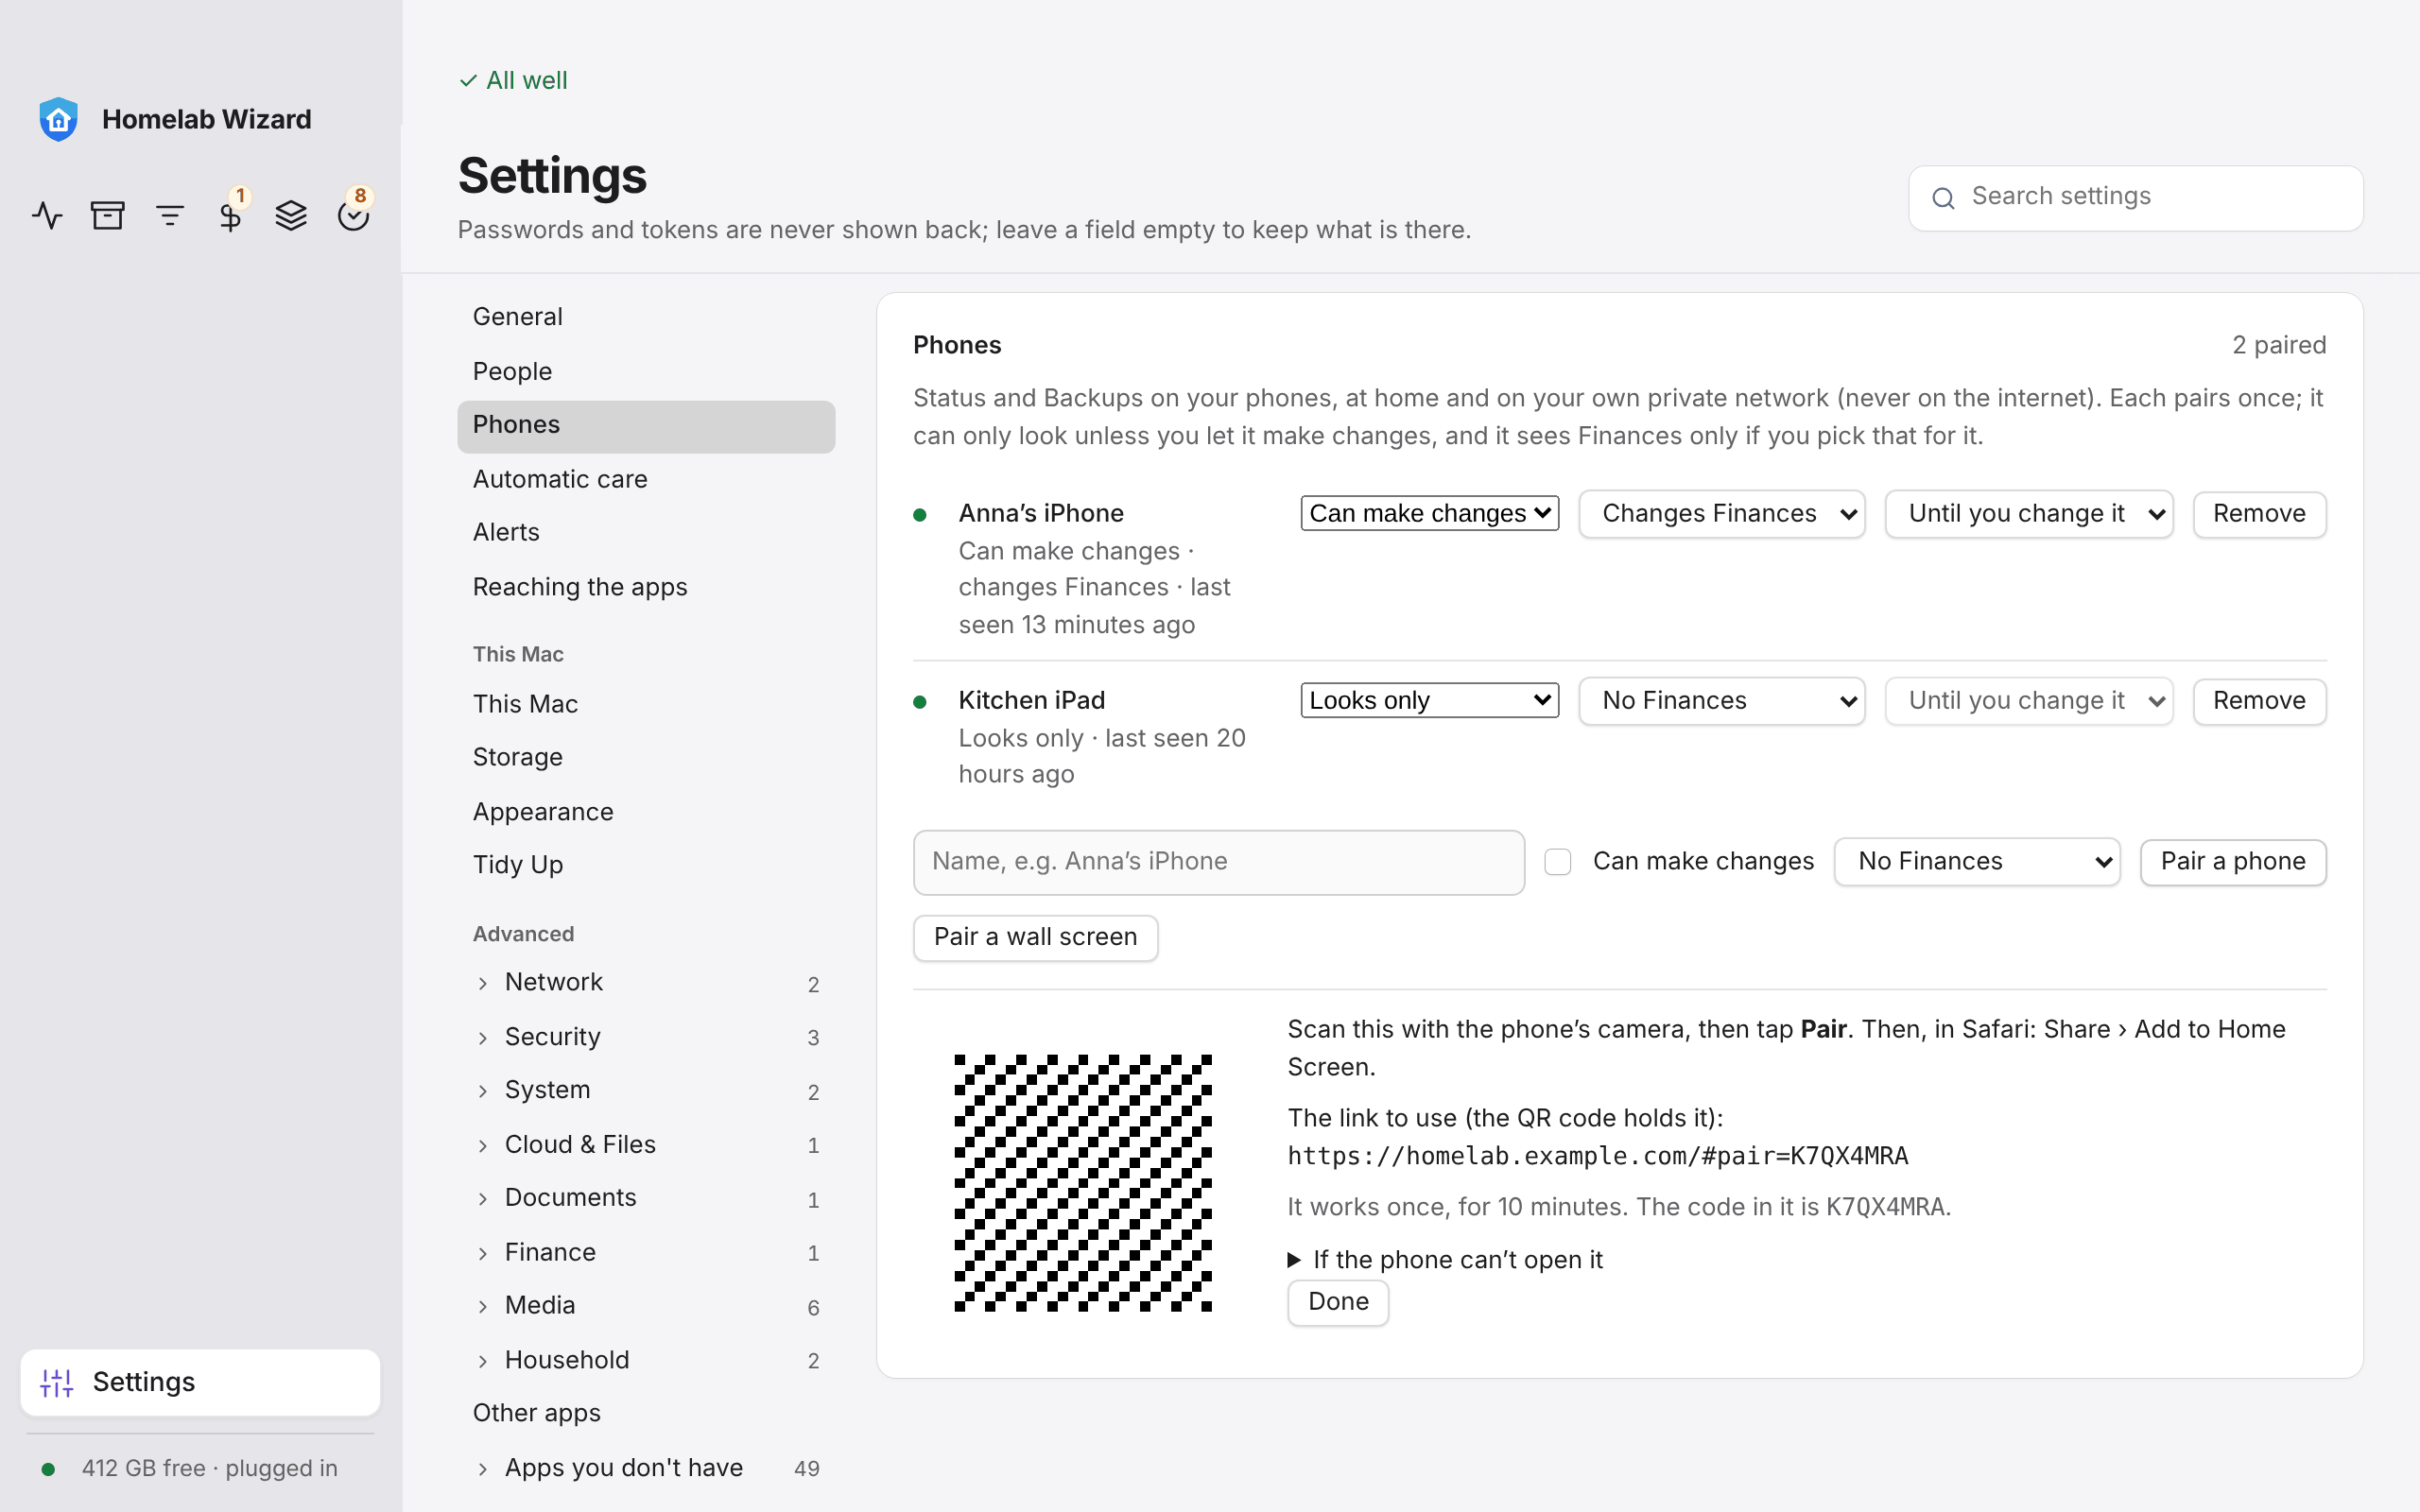 Homelab Wizard
1
8
Settings
412 GB free · plugged in
✓ All well
Settings
Passwords and tokens are never shown back; leave a field empty to keep what is there.
Search settings
General
People
Phones
Automatic care
Alerts
Reaching the apps
This Mac
This Mac
Storage
Appearance
Tidy Up
Advanced
Network 2
Security 3
System 2
Cloud & Files 1
Documents 1
Finance 1
Media 6
Household 2
Other apps
Apps you don't have 49
Phones 2 paired
Status and Backups on your phones, at home and on your own private network (never on the internet). Each pairs once; it
can only look unless you let it make changes, and it sees Finances only if you pick that for it.
Anna’s iPhone Can make changes Changes Finances Until you change it Remove
Can make changes ·
changes Finances · last
seen 13 minutes ago
Kitchen iPad Looks only No Finances Until you change it Remove
Looks only · last seen 20
hours ago
Name, e.g. Anna’s iPhone Can make changes No Finances Pair a phone
Pair a wall screen
Scan this with the phone’s camera, then tap Pair. Then, in Safari: Share › Add to Home
Screen.
The link to use (the QR code holds it):
https://homelab.example.com/#pair=K7QX4MRA
It works once, for 10 minutes. The code in it is K7QX4MRA.
If the phone can’t open it
Done